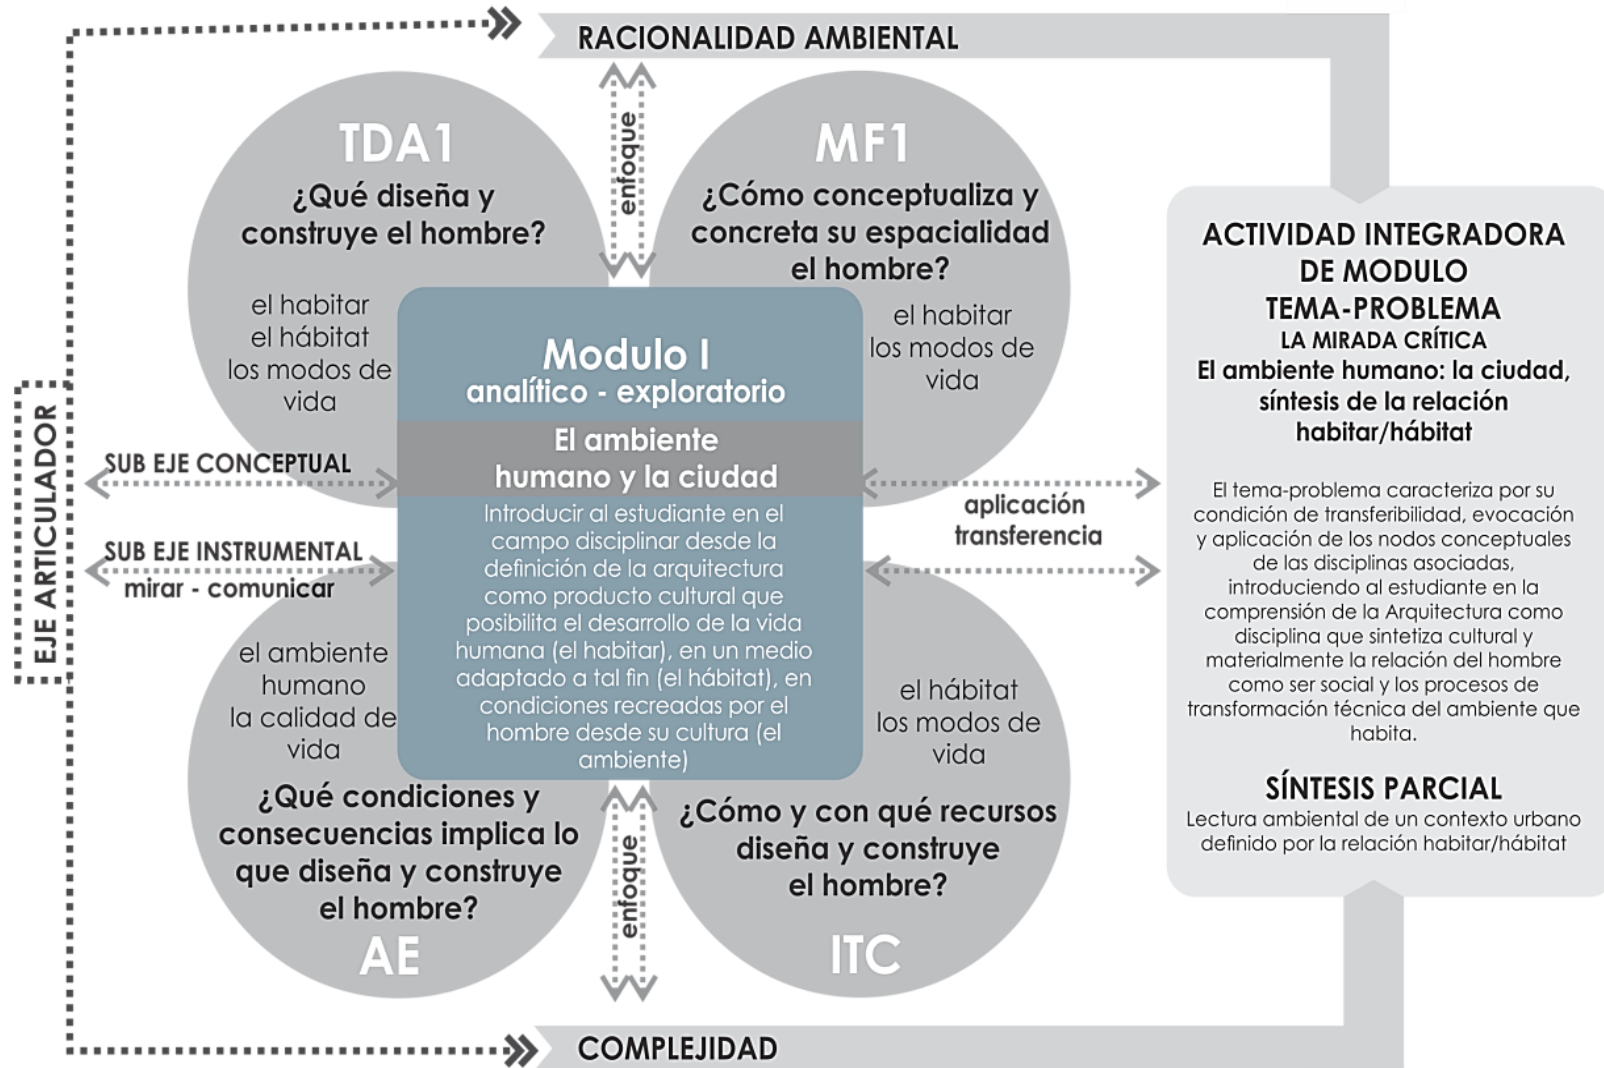 RACIONALIDAD AMBIENTAL
TDA1
¿Qué diseña y
construye el hombre?
el habitar
el hábitat
los modos de
vida
enfoque
MF1
¿Cómo conceptualiza y
concreta su espacialidad
el hombre?
el habitar
los modos de
vida
EJE ARTICULADOR
SUB EJE CONCEPTUAL
SUB EJE INSTRUMENTAL
mirar - comunicar
Modulo I
analítico - exploratorio
El ambiente
humano y la ciudad
Introducir al estudiante en el
campo disciplinar desde la
definición de la arquitectura
como producto cultural que
posibilita el desarrollo de la vida
humana (el habitar), en un medio
adaptado a tal fin (el hábitat), en
condiciones recreadas por el
hombre desde su cultura (el
ambiente)
aplicación
transferencia
el ambiente
humano
la calidad de
vida
¿Qué condiciones y
consecuencias implica lo
que diseña y construye
el hombre?
AE
enfoque
el hábitat
los modos de
vida
¿Cómo y con qué recursos
diseña y construye
el hombre?
ITC
ACTIVIDAD INTEGRADORA
DE MODULO
TEMA-PROBLEMA
LA MIRADA CRÍTICA
El ambiente humano: la ciudad,
síntesis de la relación
habitar/hábitat
El tema-problema caracteriza por su
condición de transferibilidad, evocación
y aplicación de los nodos conceptuales
de las disciplinas asociadas,
introduciendo al estudiante en la
comprensión de la Arquitectura como
disciplina que sintetiza cultural y
materialmente la relación del hombre
como ser social y los procesos de
transformación técnica del ambiente que
habita.
SÍNTESIS PARCIAL
Lectura ambiental de un contexto urbano
definido por la relación habitar/hábitat
COMPLEJIDAD